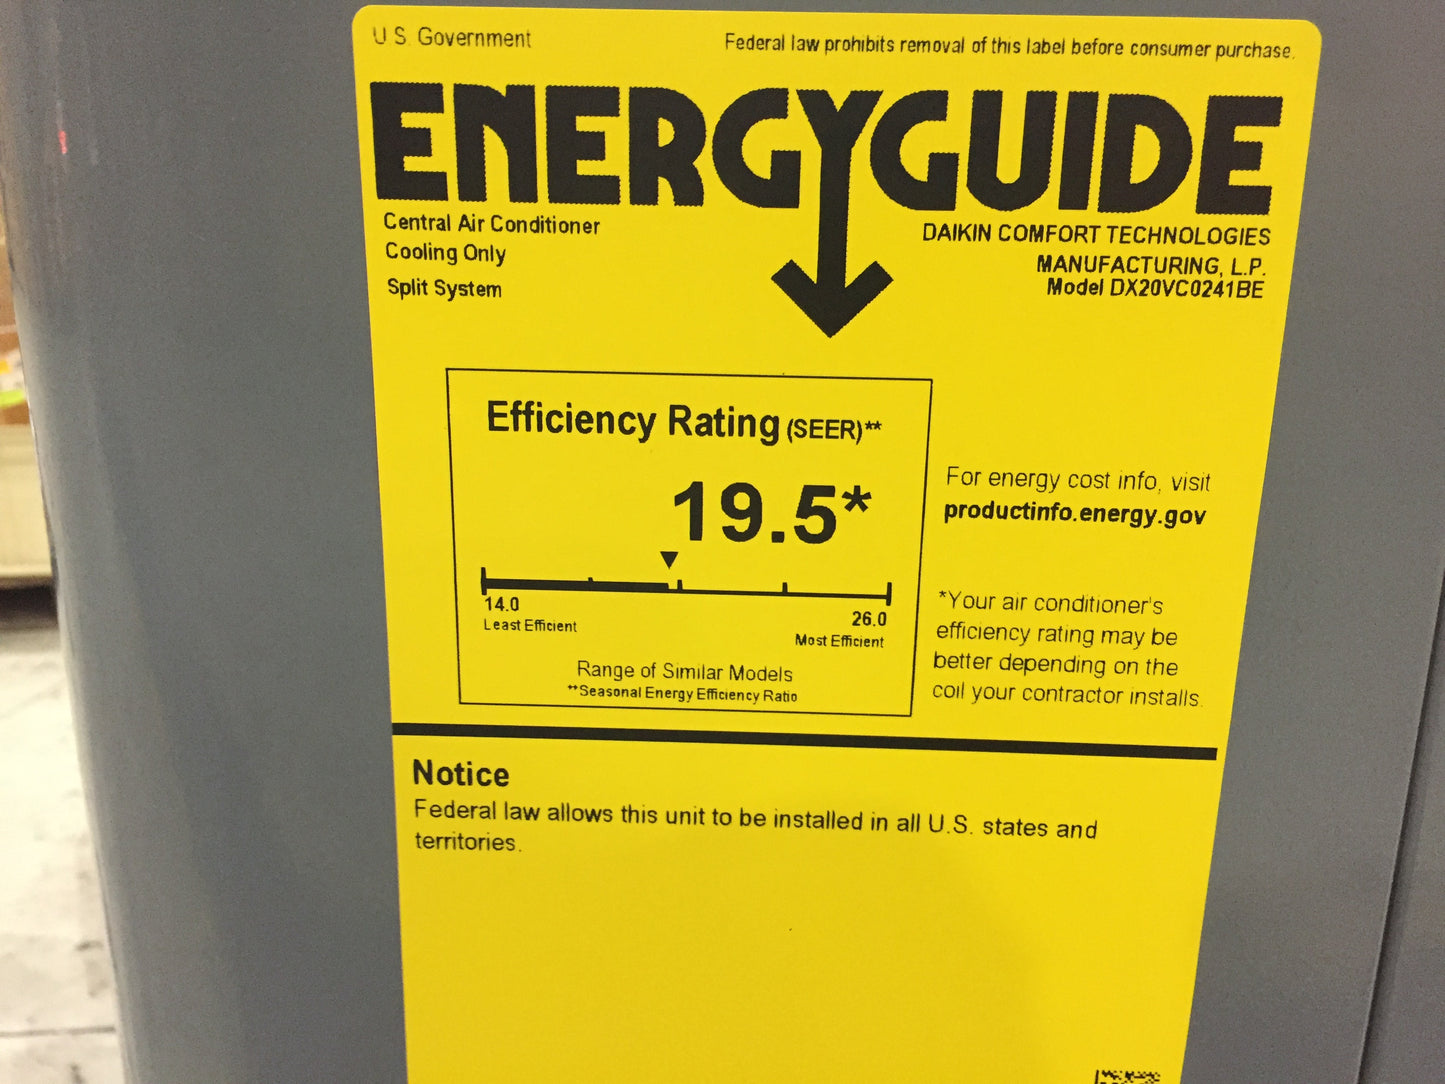 U.S. Government
Federal law prohibits removal of this label before consumer purchase.
ENERGYGUIDE
Central Air Conditioner
Cooling Only
Split System
DAIKIN COMFORT TECHNOLOGIES
MANUFACTURING, L.P.
Model DX20VC0241BE
Efficiency Rating (SEER)**
19.5*
14.0
Least Efficient
26.0
Most Efficient
Range of Similar Models
**Seasonal Energy Efficiency Ratio
For energy cost info, visit
productinfo.energy.gov
*Your air conditioner's
efficiency rating may be
better depending on the
coil your contractor installs.
Notice
Federal law allows this unit to be installed in all U.S. states and
territories.